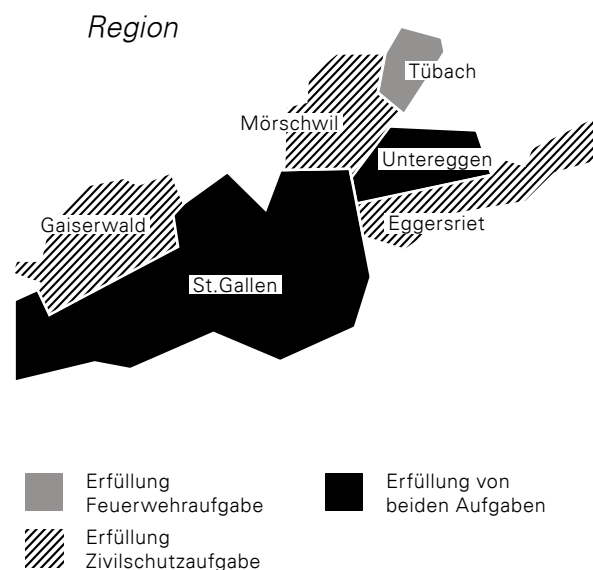 Region
Tübach
Mörschwil
Untereggen
Gaiserwald
Eggersriet
St.Gallen
Erfüllung
Feuerwehraufgabe
Erfüllung
Zivilschutzaufgabe
Erfüllung von
beiden Aufgaben